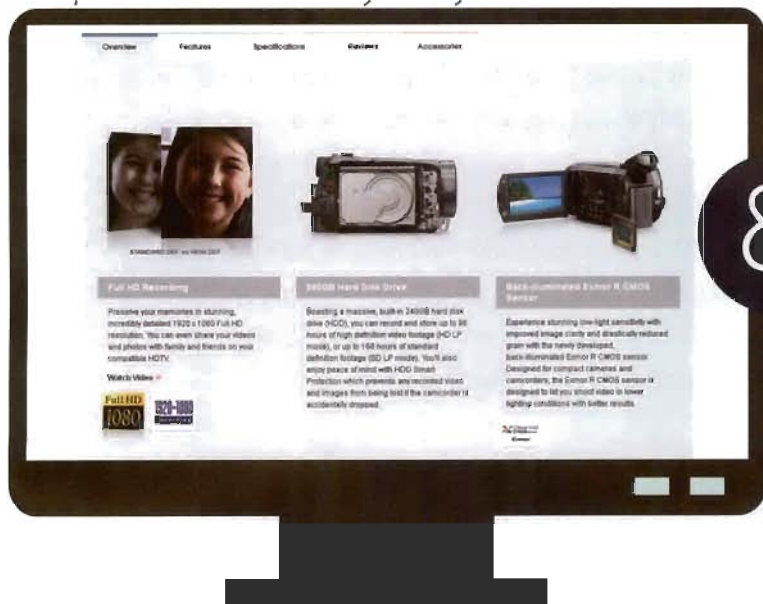 Overview Features Specifications Reviews Accessories
STANDARD DEF vs HIGH DEF
Full HD Recording
Preserve your memories in stunning,
incredibly detailed 1920 x 1080 Full HD
resolution. You can even share your videos
and photos with family and friends on your
compatible HDTV.
Watch Video
Full HD
1080
1920×1080
240GB Hard Disk Drive
Boasting a massive, built-in 240GB hard disk
drive (HDD), you can record and store up to
hours of high definition video footage (HD LP
mode), or up to hours of standard
definition footage (SD LP mode). You'll also
enjoy peace of mind with HDD Smart
Protection which prevents any recorded video
and images from being lost if the camcorder is
accidentally dropped.
Back-illuminated Exmor R CMOS
Sensor
Experience stunning low-light sensitivity with
improved image clarity and drastically reduced
grain with the newly developed,
back-illuminated Exmor R CMOS sensor.
Designed for compact cameras and
camcorders, the Exmor R CMOS sensor is
designed to let you shoot video in lower
lighting conditions with better results.
8